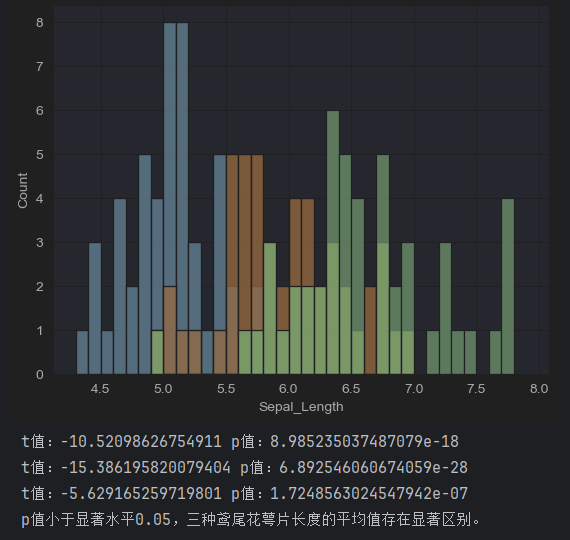 8
7
6
5
4
3
2
1
0
Count
4.5 5.0 5.5 6.0 6.5 7.0 7.5 8.0
Sepal_Length
t值：-10.52098626754911 p值：8.985235037487079e-18
t值：-15.386195820079404 p值：6.892546060674059e-28
t值：-5.629165259719801 p值：1.7248563024547942e-07
p值小于显著水平0.05，三种鸢尾花萼片长度的平均值存在显著区别。